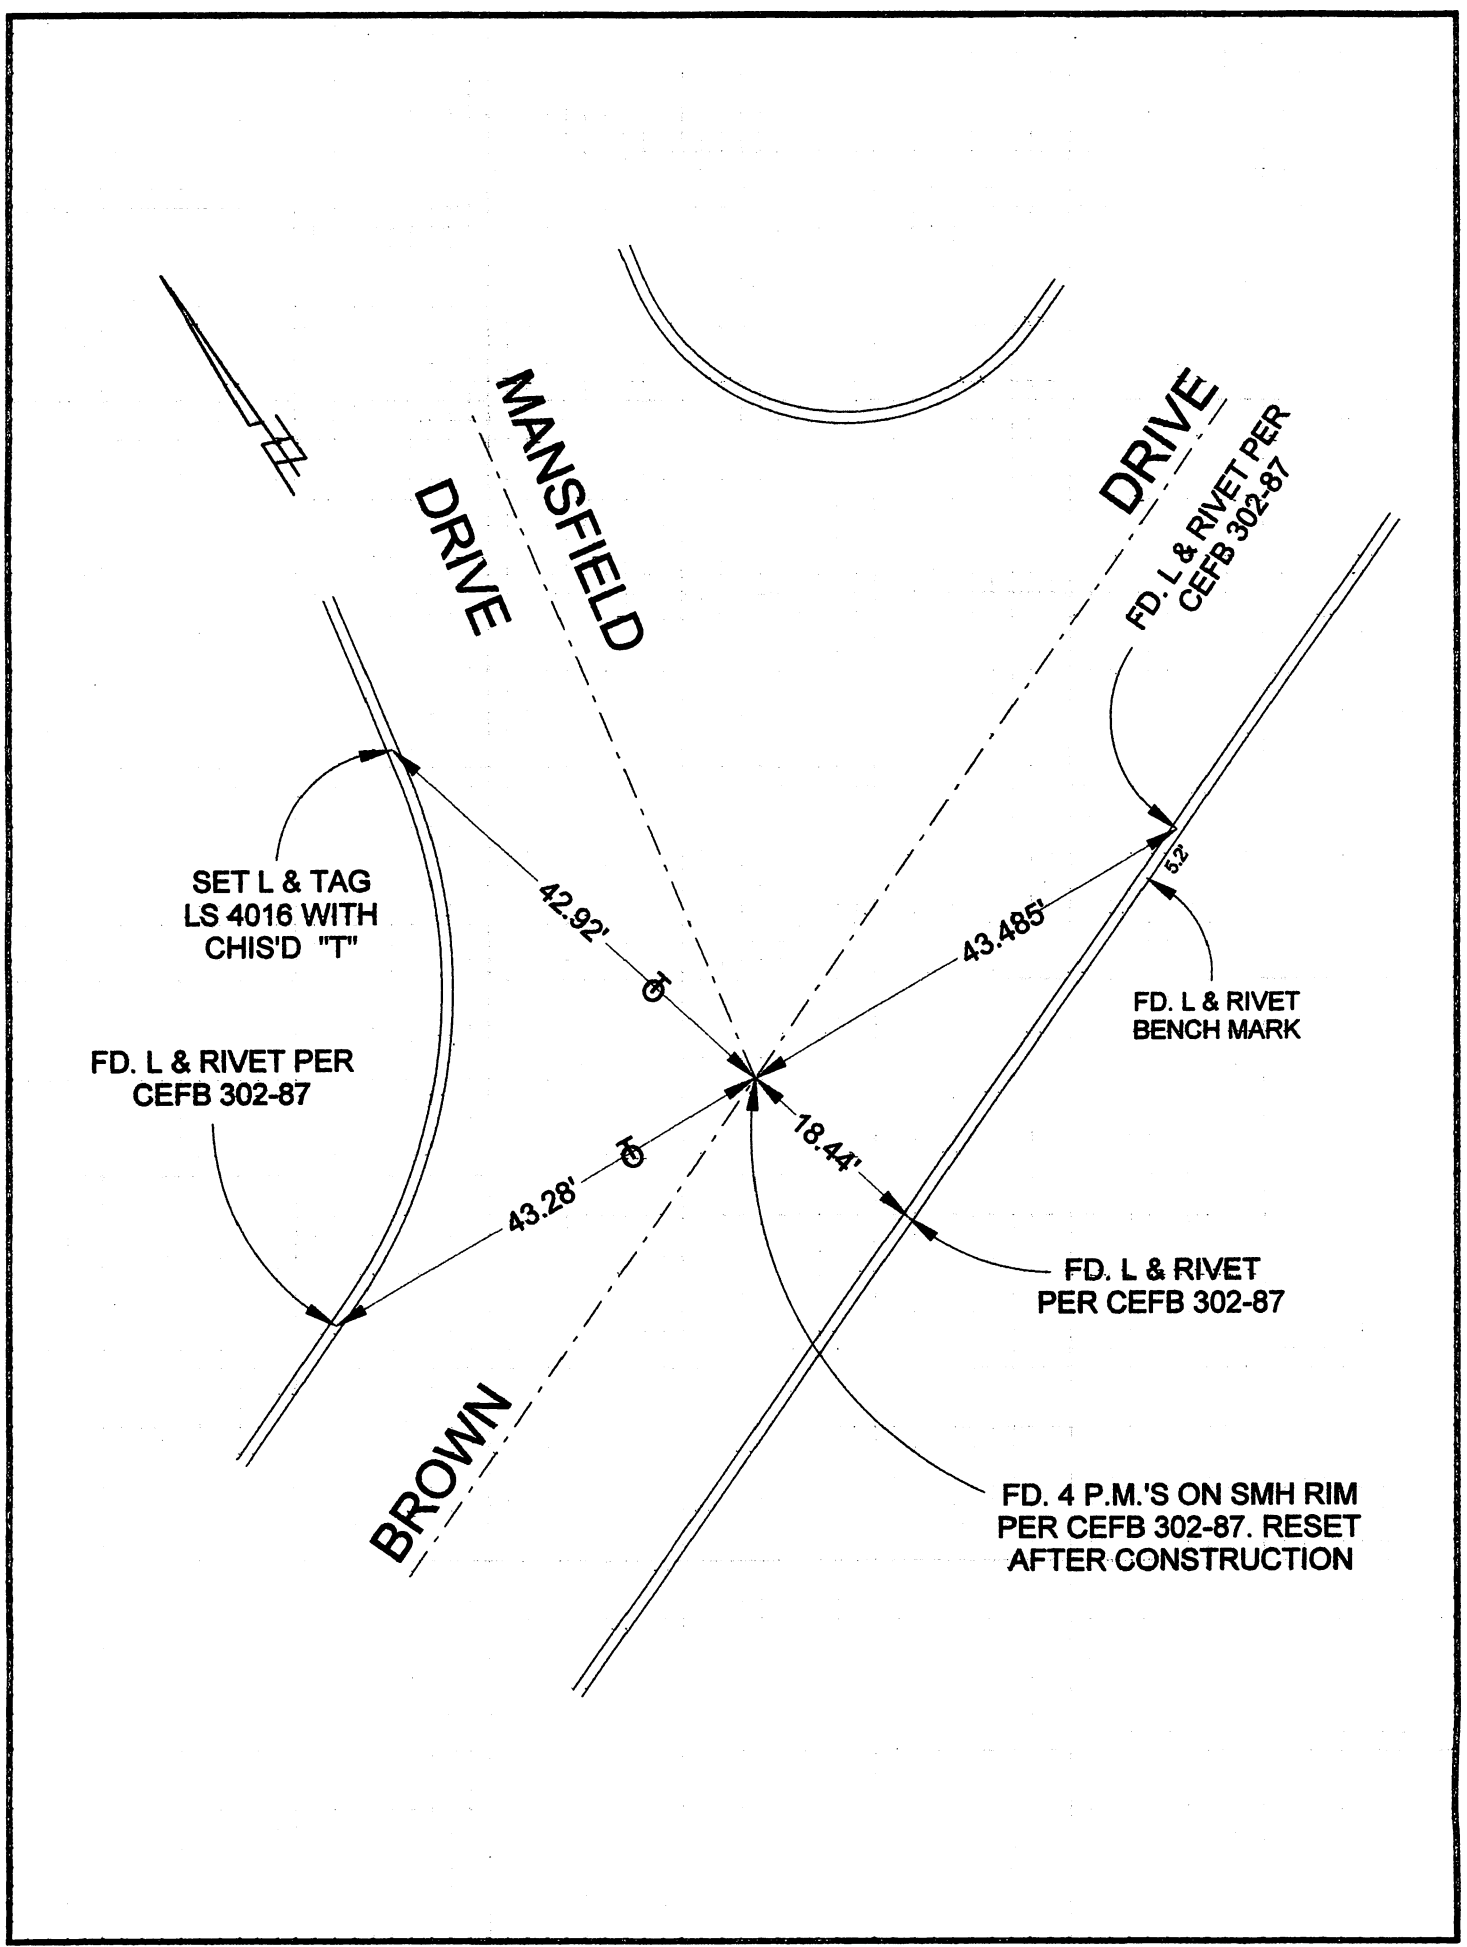 MANSFIELD
DRIVE
DRIVE
FD. L & RIVET PER
CEFB 302-87
SET L & TAG
LS 4016 WITH
CHIS'D "T"
42.92'
43.485'
5.2'
FD. L & RIVET
BENCH MARK
FD. L & RIVET PER
CEFB 302-87
18.44'
43.28'
FD. L & RIVET
PER CEFB 302-87
BROWN
FD. 4 P.M.'S ON SMH RIM
PER CEFB 302-87. RESET
AFTER CONSTRUCTION